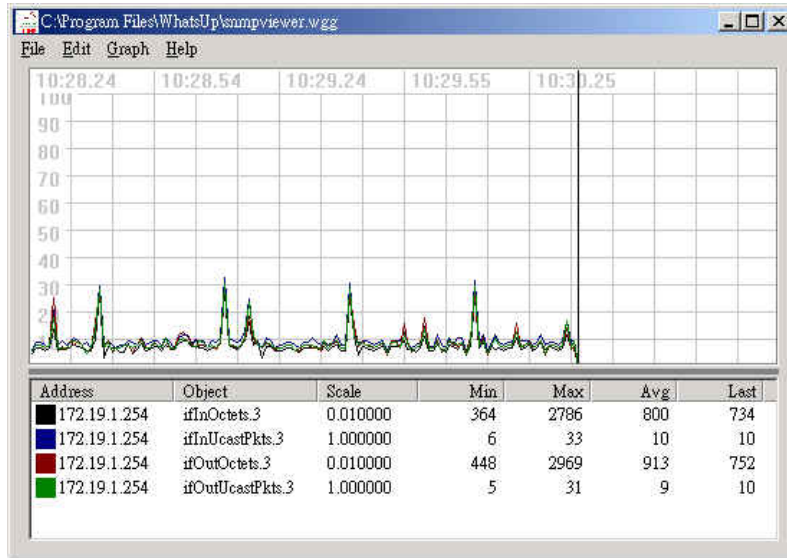 C:\Program Files\WhatsUp\snmpviewer.wgg
File Edit Graph Help
10:28.24 10:28.54 10:29.24 10:29.55 10:30.25
100
90
80
70
60
50
40
30
Address Object Scale Min Max Avg Last
172.19.1.254 ifInOctets.3 0.010000 364 2786 800 734
172.19.1.254 ifInUcastPkts.3 1.000000 6 33 10 10
172.19.1.254 ifOutOctets.3 0.010000 448 2969 913 752
172.19.1.254 ifOutUcastPkts.3 1.000000 5 31 9 10